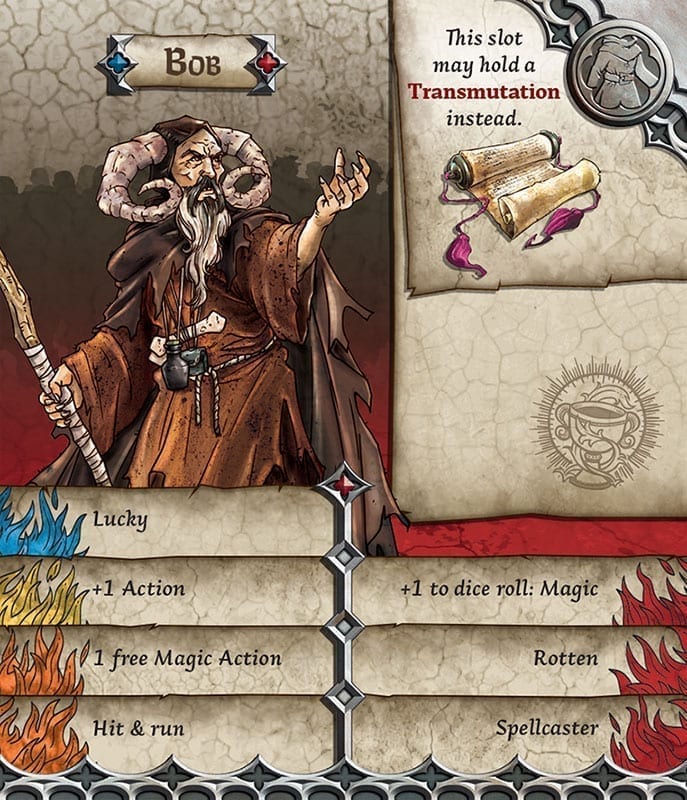 Bob
This slot
may hold a
Transmutation
instead.
Lucky
+1 Action
1 free Magic Action
Hit & run
+1 to dice roll: Magic
Rotten
Spellcaster